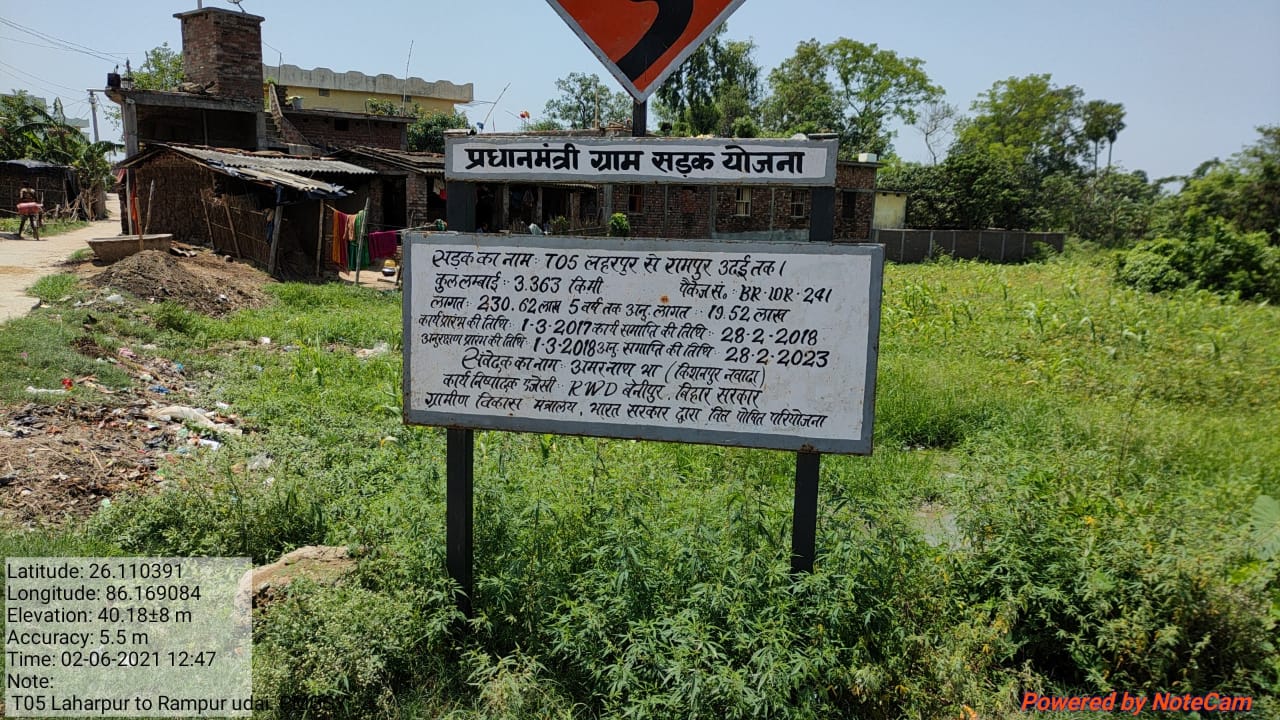 प्रधानमंत्री ग्राम सड़क योजना
सड़क का नाम : T05 लहरपुर से रामपुर उदई तक ।
कुल लम्बाई : 3.363 किमी पैकेज सं. BR-10R-241
लागत : 230.62 लाख 5 वर्ष तक अनु. लागत : 19.52 लाख
कार्य प्रारंभ की तिथि : 1-3-2017 कार्य समाप्ति की तिथि : 28-2-2018
अनुरक्षण प्रारंभ की तिथि : 1-3-2018 अनु. समाप्ति की तिथि : 28-2-2023
संवेदक का नाम : अमरनाथ झा (विशनपुर नवादा)
कार्य निष्पादक एजेंसी : RWD बेनीपुर, बिहार सरकार
ग्रामीण विकास मंत्रालय, भारत सरकार द्वारा वित्त पोषित परियोजना
Latitude: 26.110391
Longitude: 86.169084
Elevation: 40.18±8 m
Accuracy: 5.5 m
Time: 02-06-2021 12:47
Note:
T05 Laharpur to Rampur udai
Powered by NoteCam